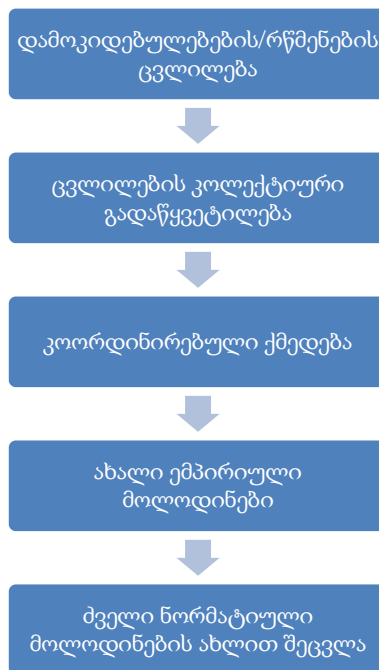 დამოკიდებულებების/რწმენების
ცვლილება
ცვლილების კოლექტიური
გადაწყვეტილება
კოორდინირებული ქმედება
ახალი ემპირიული
მოლოდინები
ძველი ნორმატიული
მოლოდინების ახლით შეცვლა